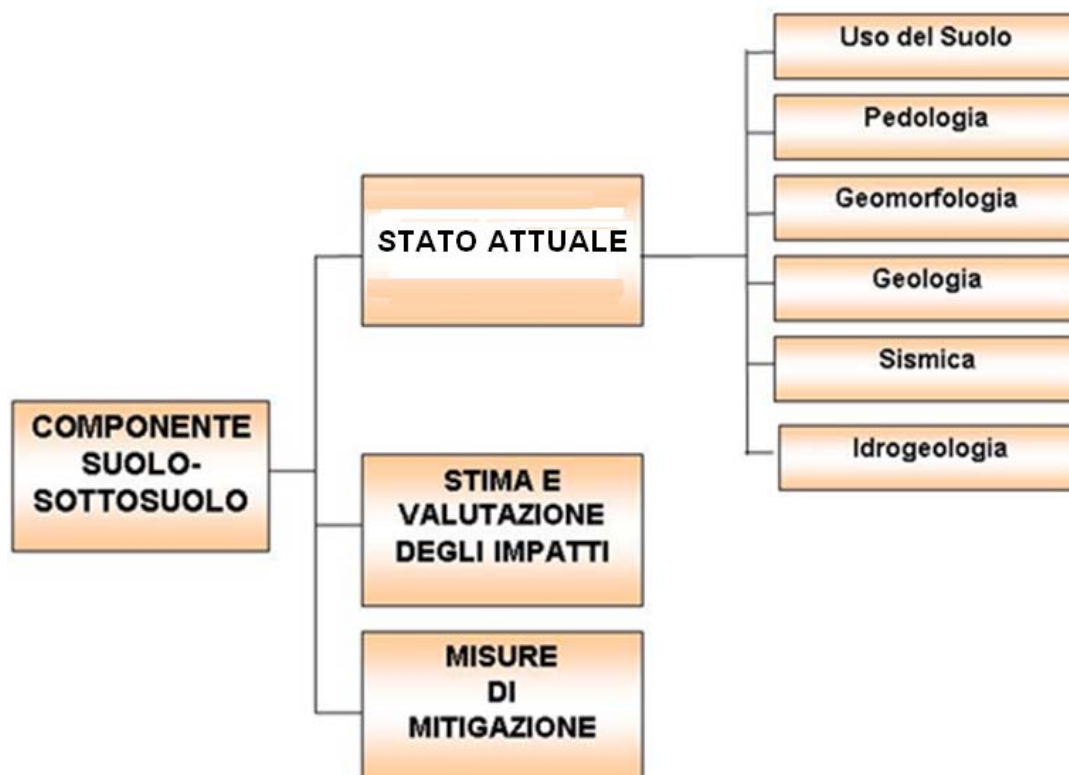 COMPONENTE
SUOLO-
SOTTOSUOLO
STATO ATTUALE
STIMA E
VALUTAZIONE
DEGLI IMPATTI
MISURE
DI
MITIGAZIONE
Uso del Suolo
Pedologia
Geomorfologia
Geologia
Sismica
Idrogeologia